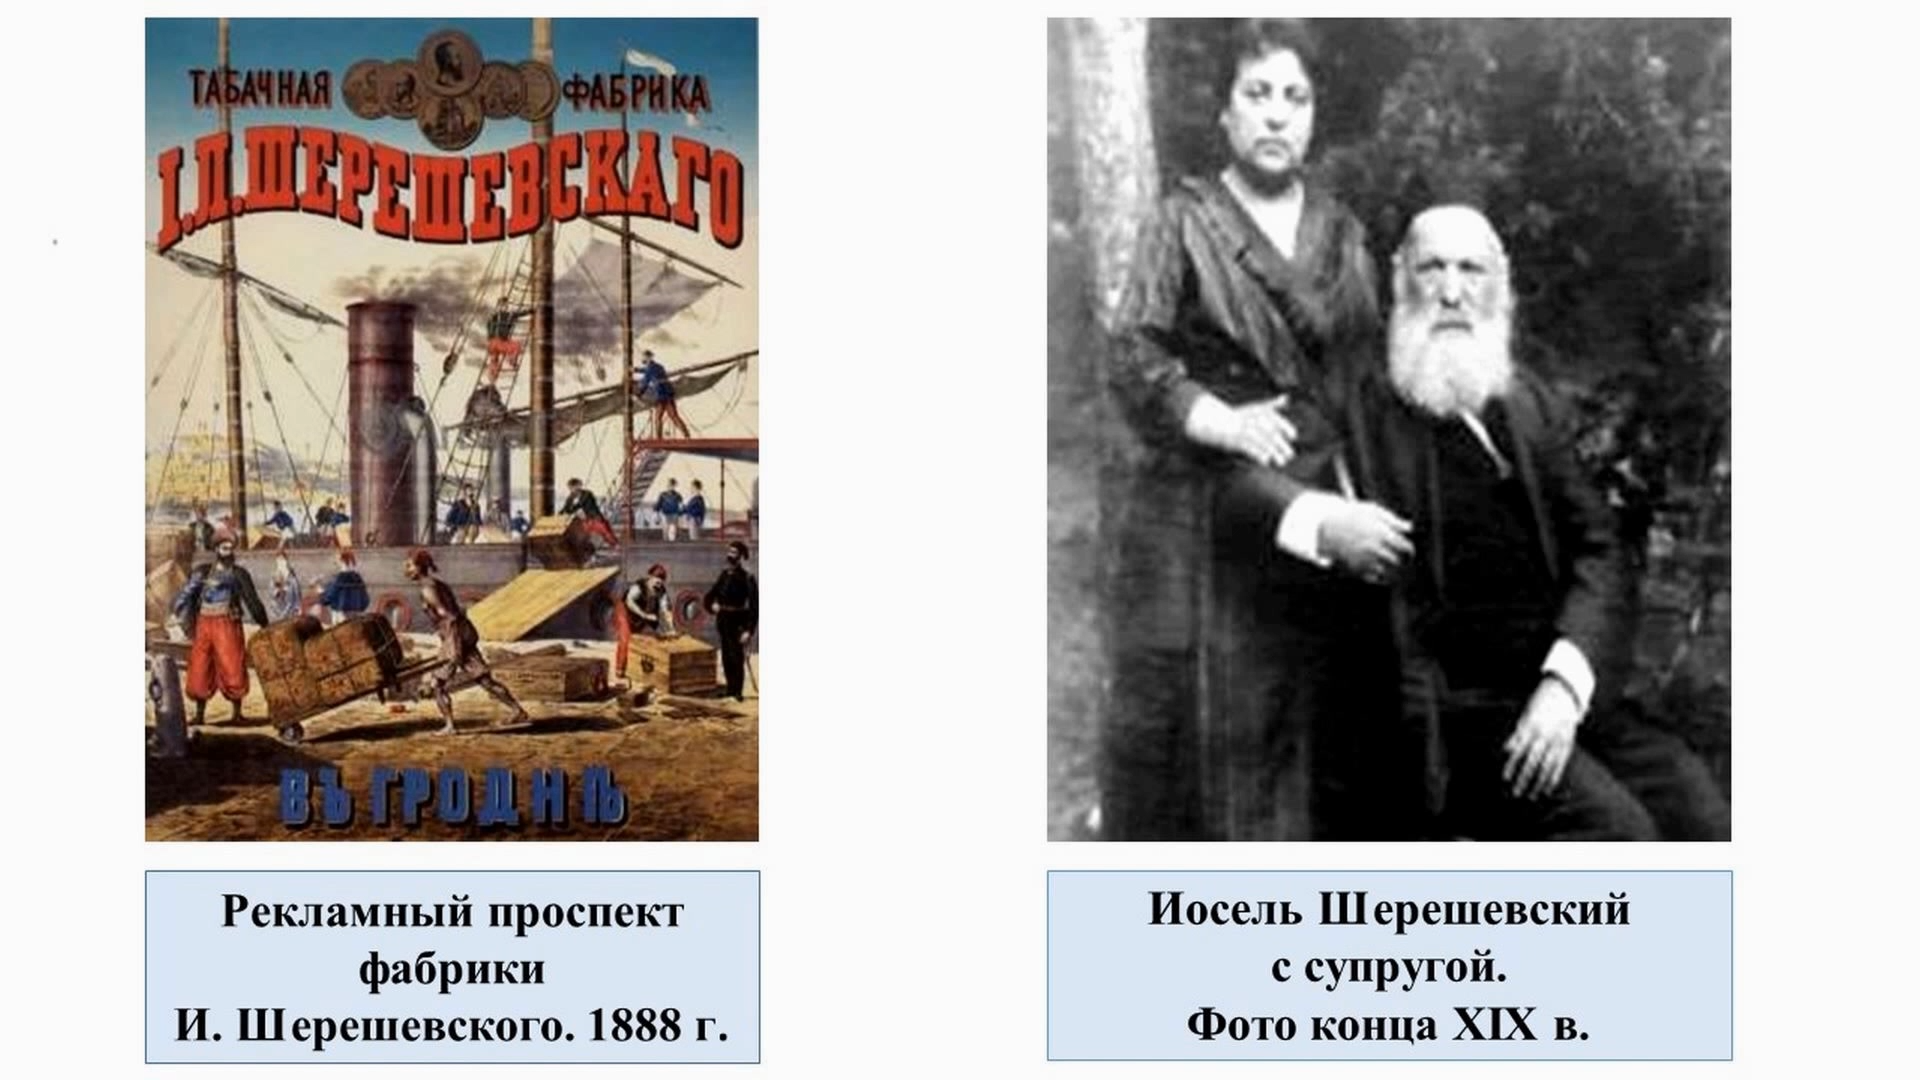 ТАБАЧНАЯ ФАБРИКА
І.Л.ШЕРЕШЕВСКАГО
ВЪ ГРОДНѢ
Рекламный проспект
фабрики
И. Шерешевского. 1888 г.
Иосель Шерешевский
с супругой.
Фото конца XIX в.